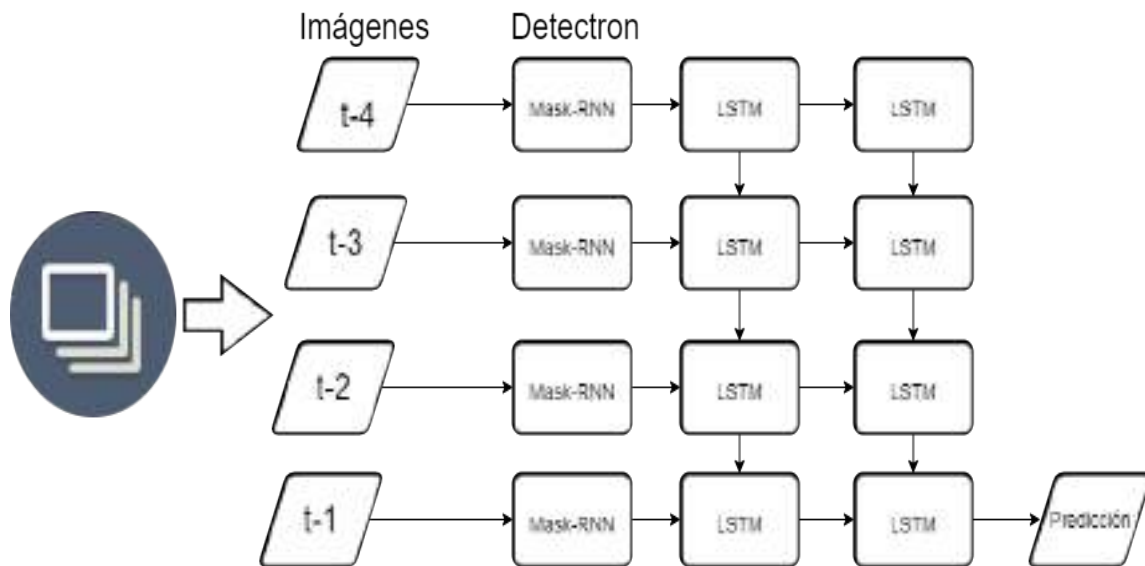 Imágenes Detectron
t-4 Mask-RNN LSTM LSTM
t-3 Mask-RNN LSTM LSTM
t-2 Mask-RNN LSTM LSTM
t-1 Mask-RNN LSTM LSTM Predicción